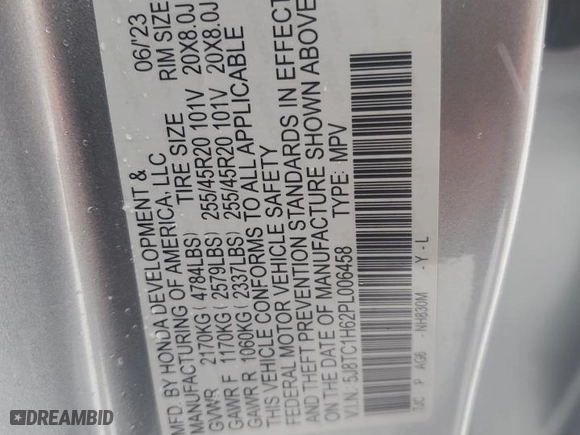 MFD. BY HONDA DEVELOPMENT & 06/'23
MANUFACTURING OF AMERICA, LLC
TIRE SIZE RIM SIZE
GVWR 2170KG ( 4784LBS) 255/45R20 101V 20X8.0J
GAWR F 1170KG ( 2579LBS) 255/45R20 101V 20X8.0J
GAWR R 1060KG ( 2337LBS)
THIS VEHICLE CONFORMS TO ALL APPLICABLE
FEDERAL MOTOR VEHICLE SAFETY
AND THEFT PREVENTION STANDARDS IN EFFECT
ON THE DATE OF MANUFACTURE SHOWN ABOVE
V.I.N. 5J8TC1H62PL006458 TYPE: MPV
TJC P AG6 - NH830M - Y - L
DREAMBID